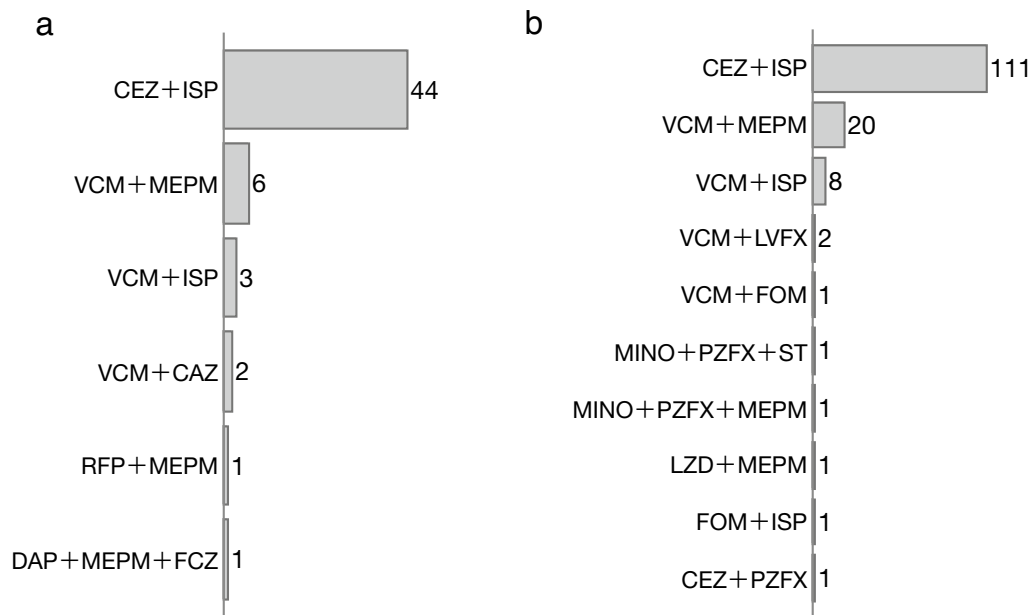 a
CEZ+ISP 44
VCM+MEPM 6
VCM+ISP 3
VCM+CAZ 2
RFP+MEPM 1
DAP+MEPM+FCZ 1
b
CEZ+ISP 111
VCM+MEPM 20
VCM+ISP 8
VCM+LVFX 2
VCM+FOM 1
MINO+PZFX+ST 1
MINO+PZFX+MEPM 1
LZD+MEPM 1
FOM+ISP 1
CEZ+PZFX 1